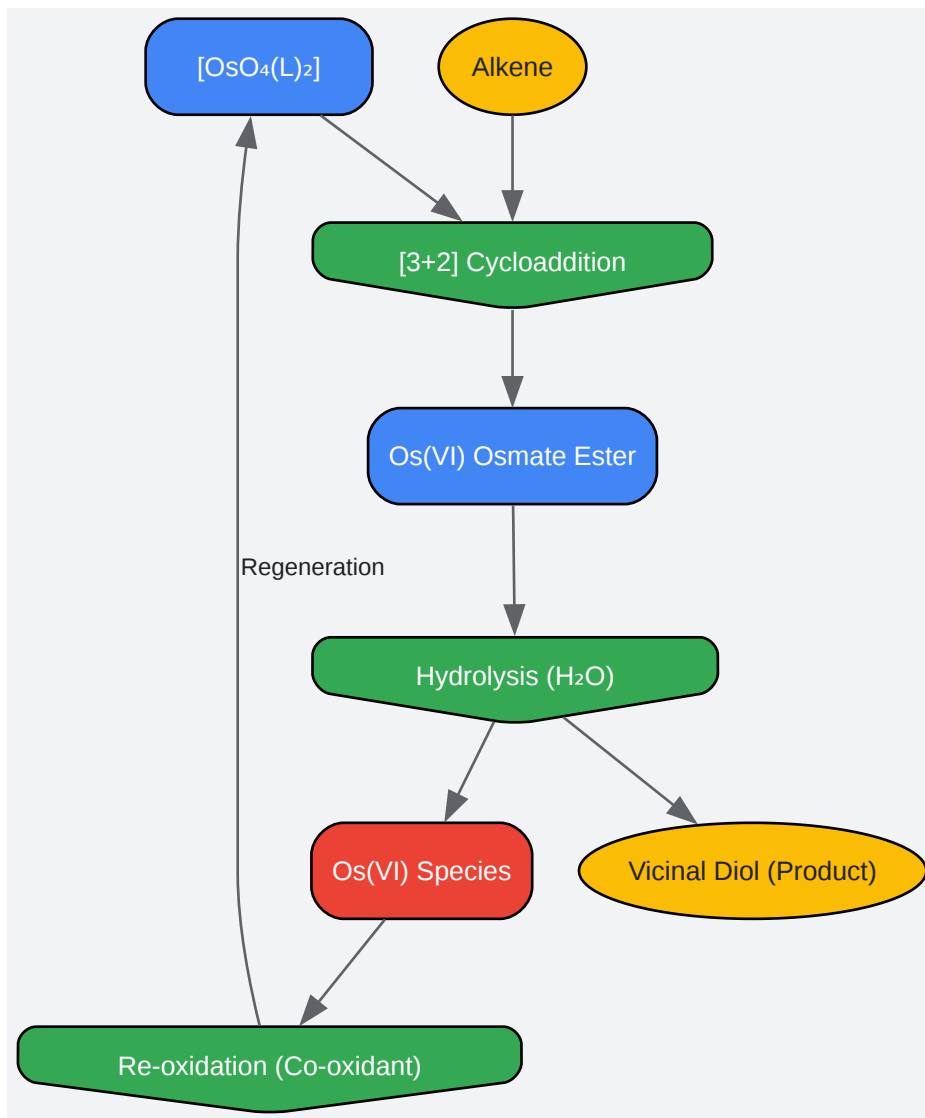 [OsO₄(L)₂]
Alkene
[3+2] Cycloaddition
Os(VI) Osmate Ester
Regeneration
Hydrolysis (H₂O)
Os(VI) Species
Vicinal Diol (Product)
Re-oxidation (Co-oxidant)